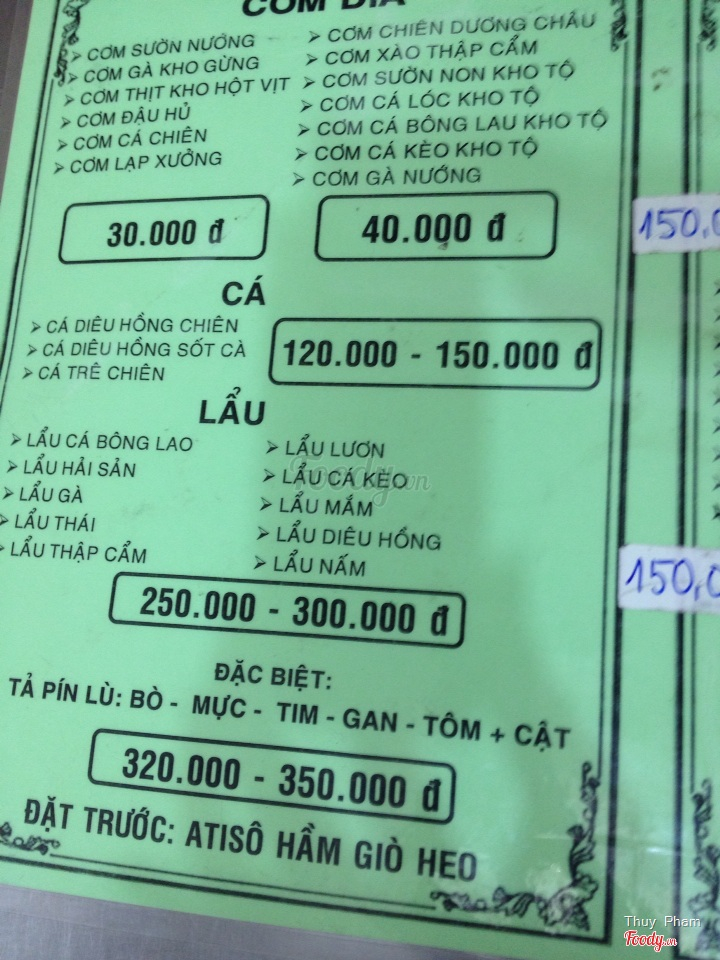 CƠM DĨA
➢ CƠM SƯỜN NƯỚNG
➢ CƠM GÀ KHO GỪNG
➢ CƠM THỊT KHO HỘT VỊT
➢ CƠM ĐẬU HỦ
➢ CƠM CÁ CHIÊN
➢ CƠM LẠP XƯỞNG
30.000 đ
➢ CƠM CHIÊN DƯƠNG CHÂU
➢ CƠM XÀO THẬP CẨM
➢ CƠM SƯỜN NON KHO TỘ
➢ CƠM CÁ LÓC KHO TỘ
➢ CƠM CÁ BÔNG LAU KHO TỘ
➢ CƠM CÁ KÈO KHO TỘ
➢ CƠM GÀ NƯỚNG
40.000 đ
CÁ
➢ CÁ DIÊU HỒNG CHIÊN
➢ CÁ DIÊU HỒNG SỐT CÀ
➢ CÁ TRÊ CHIÊN
120.000 - 150.000 đ
LẨU
➢ LẨU CÁ BÔNG LAO
➢ LẨU HẢI SẢN
➢ LẨU GÀ
➢ LẨU THÁI
➢ LẨU THẬP CẨM
➢ LẨU LƯƠN
➢ LẨU CÁ KÈO
➢ LẨU MẮM
➢ LẨU DIÊU HỒNG
➢ LẨU NẤM
250.000 - 300.000 đ
ĐẶC BIỆT:
TẢ PÍN LÙ: BÒ - MỰC - TIM - GAN - TÔM + CẬT
320.000 - 350.000 đ
ĐẶT TRƯỚC: ATISÔ HẦM GIÒ HEO
150,0
150,0
Foody.vn
Thuy Pham
Foody.vn